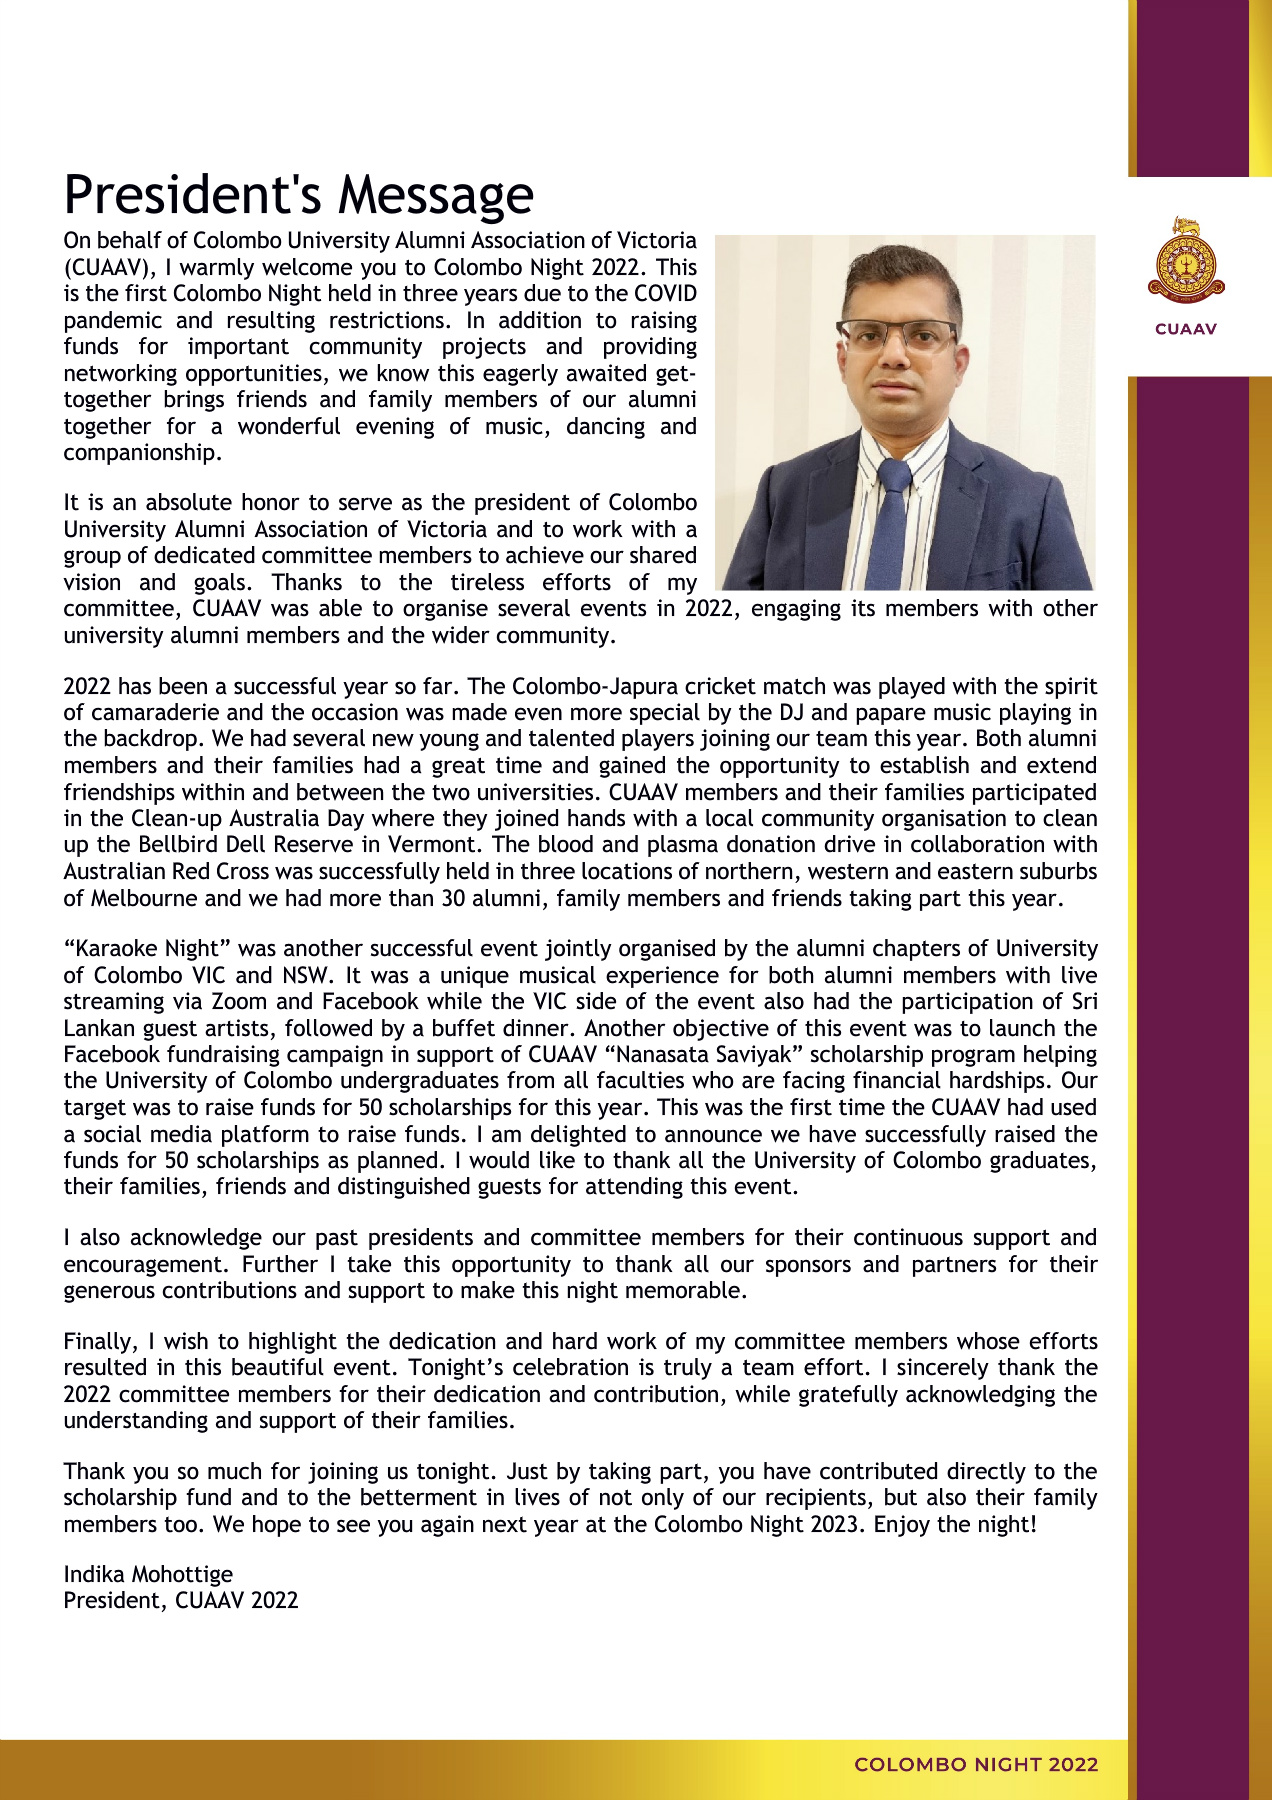 President's Message
On behalf of Colombo University Alumni Association of Victoria
(CUAAV), I warmly welcome you to Colombo Night 2022. This
is the first Colombo Night held in three years due to the COVID
pandemic and resulting restrictions. In addition to raising
funds for important community projects and providing
networking opportunities, we know this eagerly awaited get-
together brings friends and family members of our alumni
together for a wonderful evening of music, dancing and
companionship.
It is an absolute honor to serve as the president of Colombo
University Alumni Association of Victoria and to work with a
group of dedicated committee members to achieve our shared
vision and goals. Thanks to the tireless efforts of my
committee, CUAAV was able to organise several events in 2022, engaging its members with other
university alumni members and the wider community.
2022 has been a successful year so far. The Colombo-Japura cricket match was played with the spirit
of camaraderie and the occasion was made even more special by the DJ and papare music playing in
the backdrop. We had several new young and talented players joining our team this year. Both alumni
members and their families had a great time and gained the opportunity to establish and extend
friendships within and between the two universities. CUAAV members and their families participated
in the Clean-up Australia Day where they joined hands with a local community organisation to clean
up the Bellbird Dell Reserve in Vermont. The blood and plasma donation drive in collaboration with
Australian Red Cross was successfully held in three locations of northern, western and eastern suburbs
of Melbourne and we had more than 30 alumni, family members and friends taking part this year.
“Karaoke Night” was another successful event jointly organised by the alumni chapters of University
of Colombo VIC and NSW. It was a unique musical experience for both alumni members with live
streaming via Zoom and Facebook while the VIC side of the event also had the participation of Sri
Lankan guest artists, followed by a buffet dinner. Another objective of this event was to launch the
Facebook fundraising campaign in support of CUAAV “Nanasata Saviyak” scholarship program helping
the University of Colombo undergraduates from all faculties who are facing financial hardships. Our
target was to raise funds for 50 scholarships for this year. This was the first time the CUAAV had used
a social media platform to raise funds. I am delighted to announce we have successfully raised the
funds for 50 scholarships as planned. I would like to thank all the University of Colombo graduates,
their families, friends and distinguished guests for attending this event.
I also acknowledge our past presidents and committee members for their continuous support and
encouragement. Further I take this opportunity to thank all our sponsors and partners for their
generous contributions and support to make this night memorable.
Finally, I wish to highlight the dedication and hard work of my committee members whose efforts
resulted in this beautiful event. Tonight’s celebration is truly a team effort. I sincerely thank the
2022 committee members for their dedication and contribution, while gratefully acknowledging the
understanding and support of their families.
Thank you so much for joining us tonight. Just by taking part, you have contributed directly to the
scholarship fund and to the betterment in lives of not only of our recipients, but also their family
members too. We hope to see you again next year at the Colombo Night 2023. Enjoy the night!
Indika Mohottige
President, CUAAV 2022
CUAAV
COLOMBO NIGHT 2022